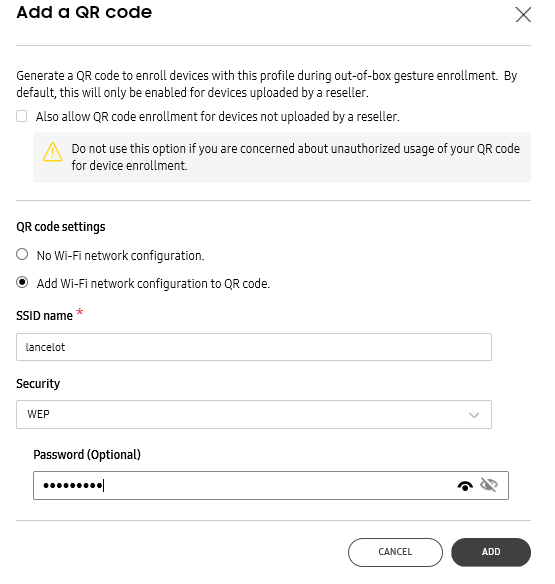 Add a QR code
Generate a QR code to enroll devices with this profile during out-of-box gesture enrollment. By
default, this will only be enabled for devices uploaded by a reseller.
Also allow QR code enrollment for devices not uploaded by a reseller.
Do not use this option if you are concerned about unauthorized usage of your QR code
for device enrollment.
QR code settings
No Wi-Fi network configuration.
Add Wi-Fi network configuration to QR code.
SSID name *
lancelot
Security
WEP
Password (Optional)
•••••••••
CANCEL
ADD